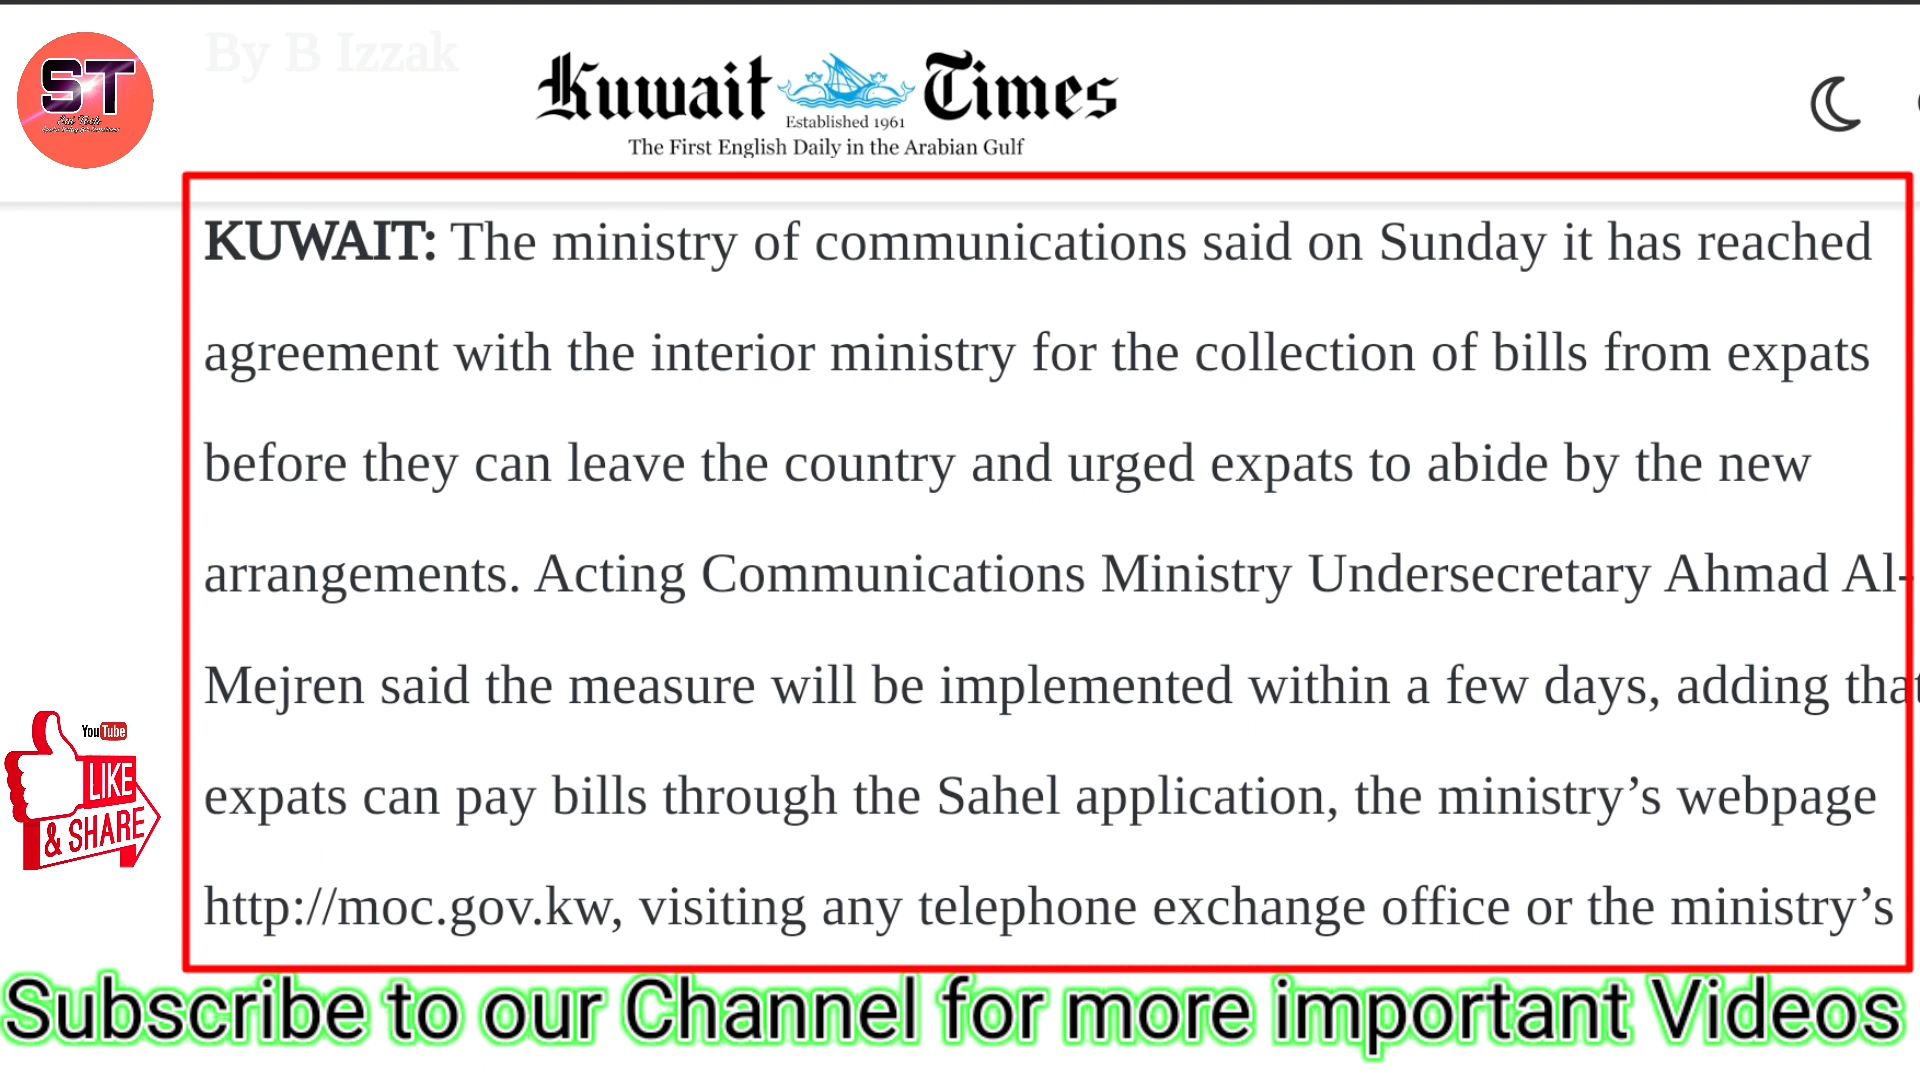 By B Izzak
ST
Kuwait Times
Established 1961
The First English Daily in the Arabian Gulf
KUWAIT: The ministry of communications said on Sunday it has reached
agreement with the interior ministry for the collection of bills from expats
before they can leave the country and urged expats to abide by the new
arrangements. Acting Communications Ministry Undersecretary Ahmad Al-
Mejren said the measure will be implemented within a few days, adding that
expats can pay bills through the Sahel application, the ministry’s webpage
http://moc.gov.kw, visiting any telephone exchange office or the ministry’s
YouTube
LIKE
& SHARE
Subscribe to our Channel for more important Videos